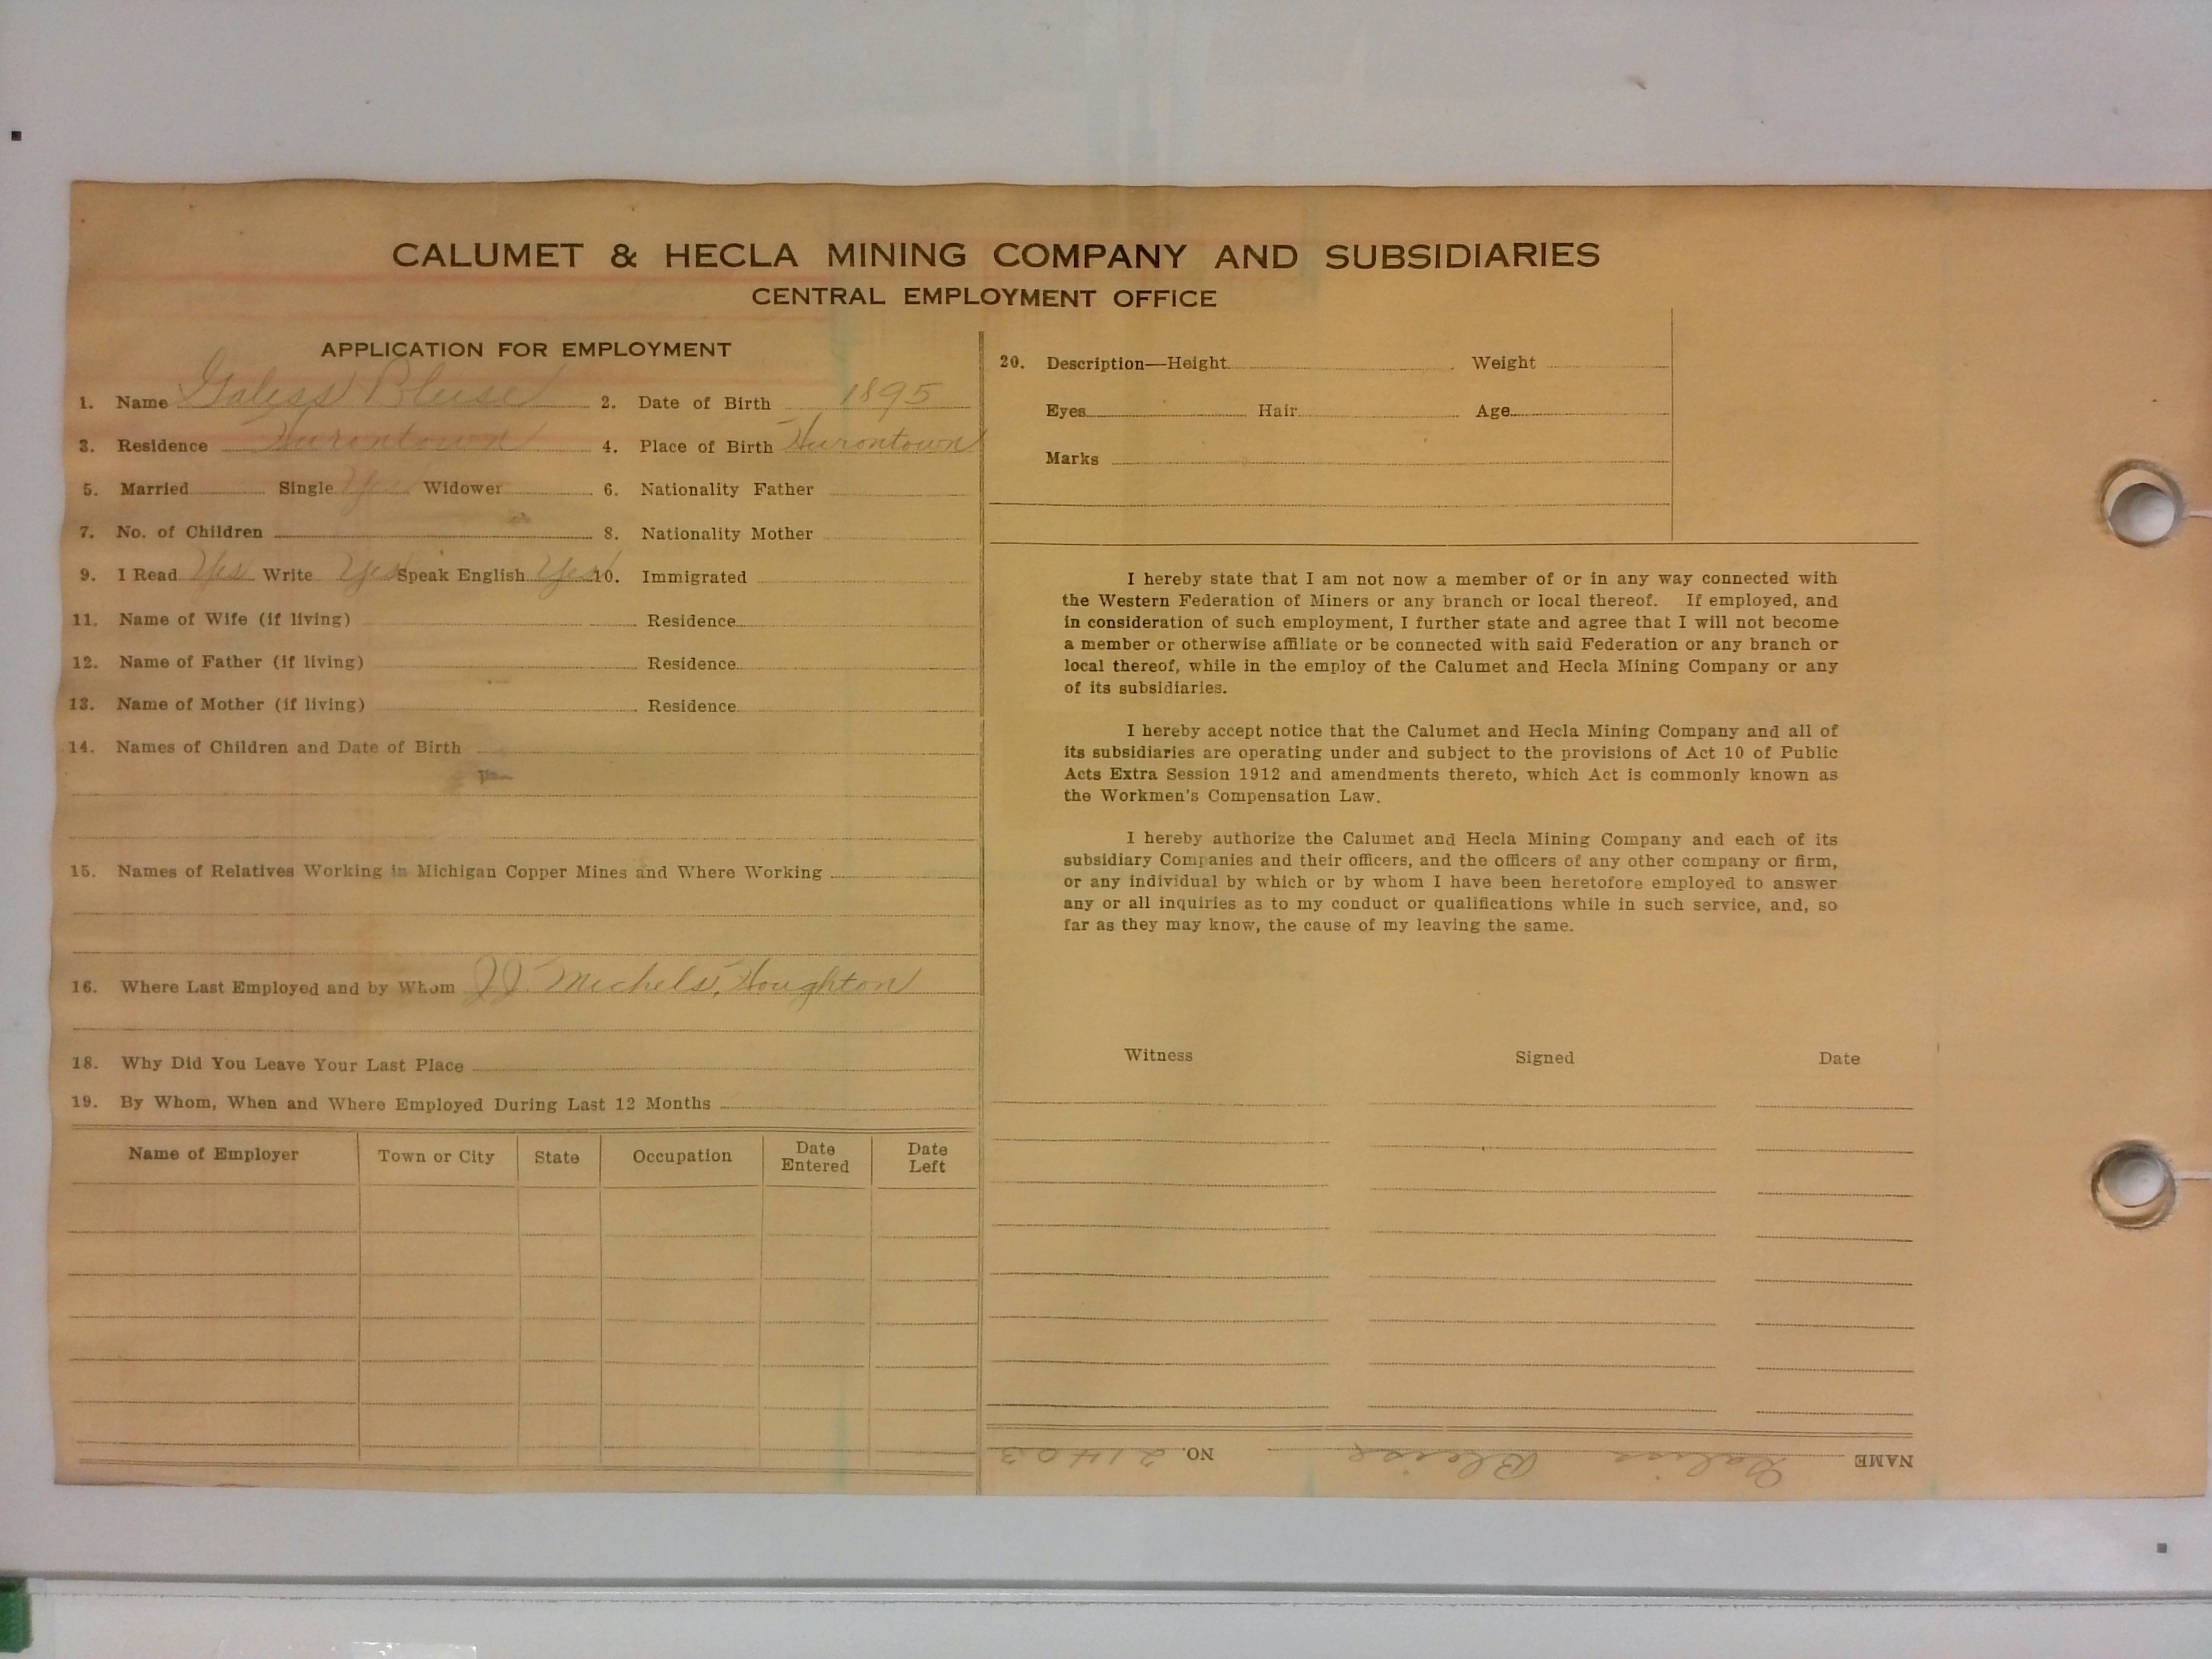 CALUMET & HECLA MINING COMPANY AND SUBSIDIARIES
CENTRAL EMPLOYMENT OFFICE
APPLICATION FOR EMPLOYMENT
1. Name Bluse 2. Date of Birth 1895
3. Residence Hurontown 4. Place of Birth Hurontown
5. Married Single Yes Widower 6. Nationality Father
7. No. of Children 8. Nationality Mother
9. I Read Yes Write Yes Speak English Yes 10. Immigrated
11. Name of Wife (if living) Residence
12. Name of Father (if living) Residence
13. Name of Mother (if living) Residence
14. Names of Children and Date of Birth
15. Names of Relatives Working in Michigan Copper Mines and Where Working
16. Where Last Employed and by Whom J.J. Michels, Houghton
18. Why Did You Leave Your Last Place
19. By Whom, When and Where Employed During Last 12 Months
Name of Employer Town or City State Occupation Date Entered Date Left
20. Description—Height Weight
Eyes Hair Age
Marks
I hereby state that I am not now a member of or in any way connected with
the Western Federation of Miners or any branch or local thereof. If employed, and
in consideration of such employment, I further state and agree that I will not become
a member or otherwise affiliate or be connected with said Federation or any branch or
local thereof, while in the employ of the Calumet and Hecla Mining Company or any
of its subsidiaries.
I hereby accept notice that the Calumet and Hecla Mining Company and all of
its subsidiaries are operating under and subject to the provisions of Act 10 of Public
Acts Extra Session 1912 and amendments thereto, which Act is commonly known as
the Workmen's Compensation Law.
I hereby authorize the Calumet and Hecla Mining Company and each of its
subsidiary Companies and their officers, and the officers of any other company or firm,
or any individual by which or by whom I have been heretofore employed to answer
any or all inquiries as to my conduct or qualifications while in such service, and, so
far as they may know, the cause of my leaving the same.
Witness Signed Date
NAME NO. 21403